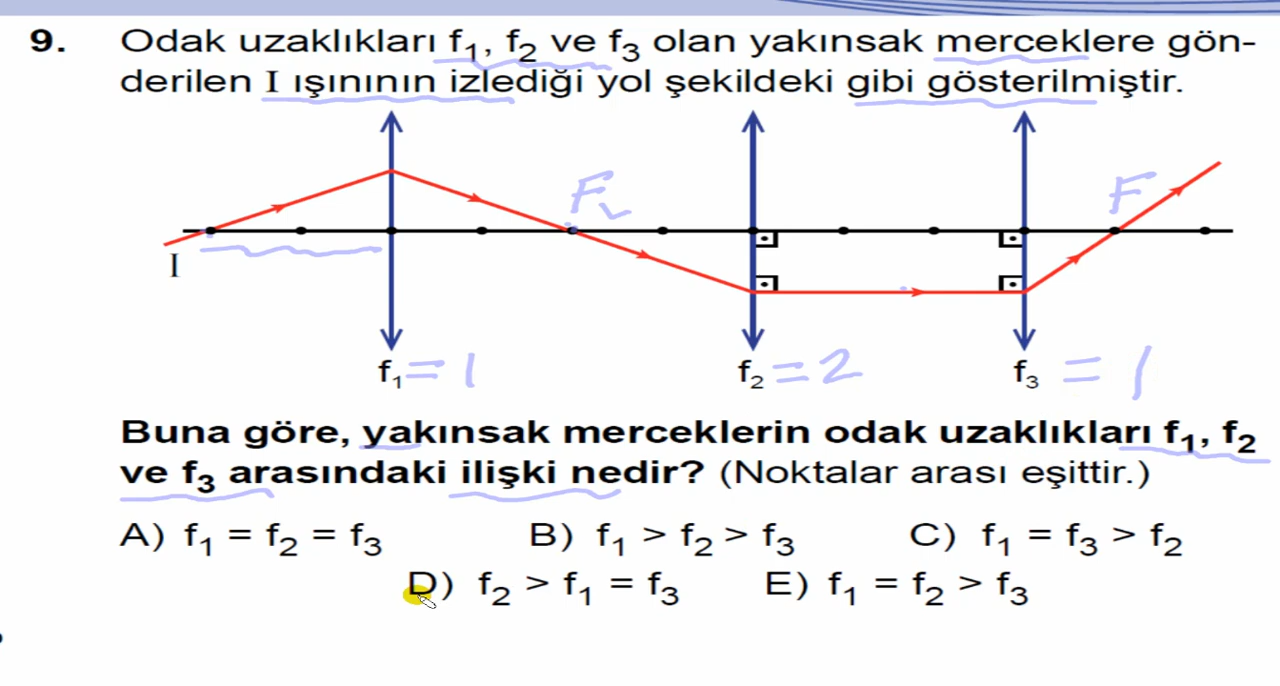 9. Odak uzaklıkları f₁, f₂ ve f₃ olan yakınsak merceklere gön-
derilen I ışınının izlediği yol şekildeki gibi gösterilmiştir.
F
F
I
f₁ = 1
f₂ = 2
f₃ = 1
Buna göre, yakınsak merceklerin odak uzaklıkları f₁, f₂
ve f₃ arasındaki ilişki nedir? (Noktalar arası eşittir.)
A) f₁ = f₂ = f₃ B) f₁ > f₂ > f₃ C) f₁ = f₃ > f₂
D) f₂ > f₁ = f₃ E) f₁ = f₂ > f₃